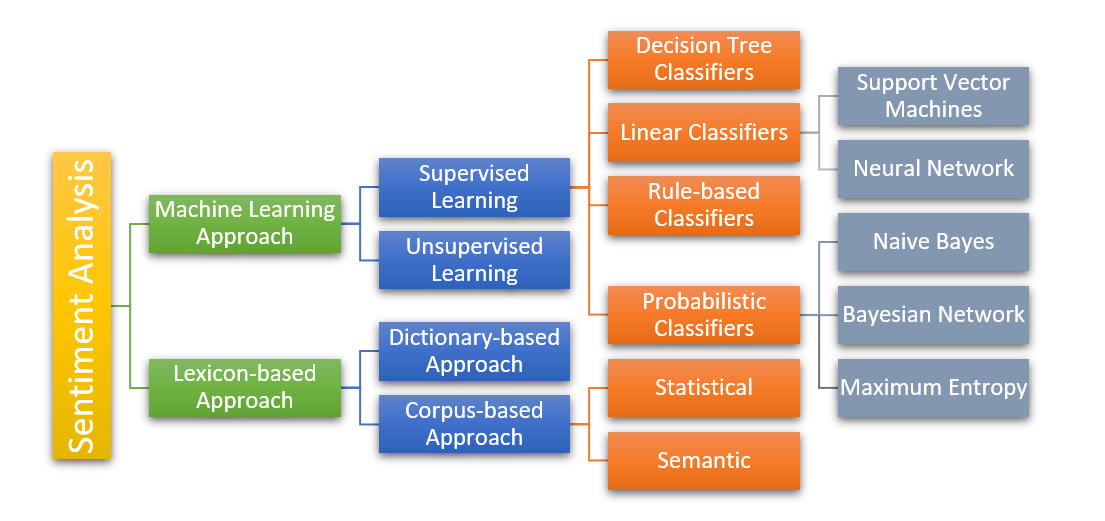 Sentiment Analysis
Machine Learning
Approach
Lexicon-based
Approach
Supervised
Learning
Unsupervised
Learning
Dictionary-based
Approach
Corpus-based
Approach
Decision Tree
Classifiers
Linear Classifiers
Rule-based
Classifiers
Probabilistic
Classifiers
Statistical
Semantic
Support Vector
Machines
Neural Network
Naive Bayes
Bayesian Network
Maximum Entropy